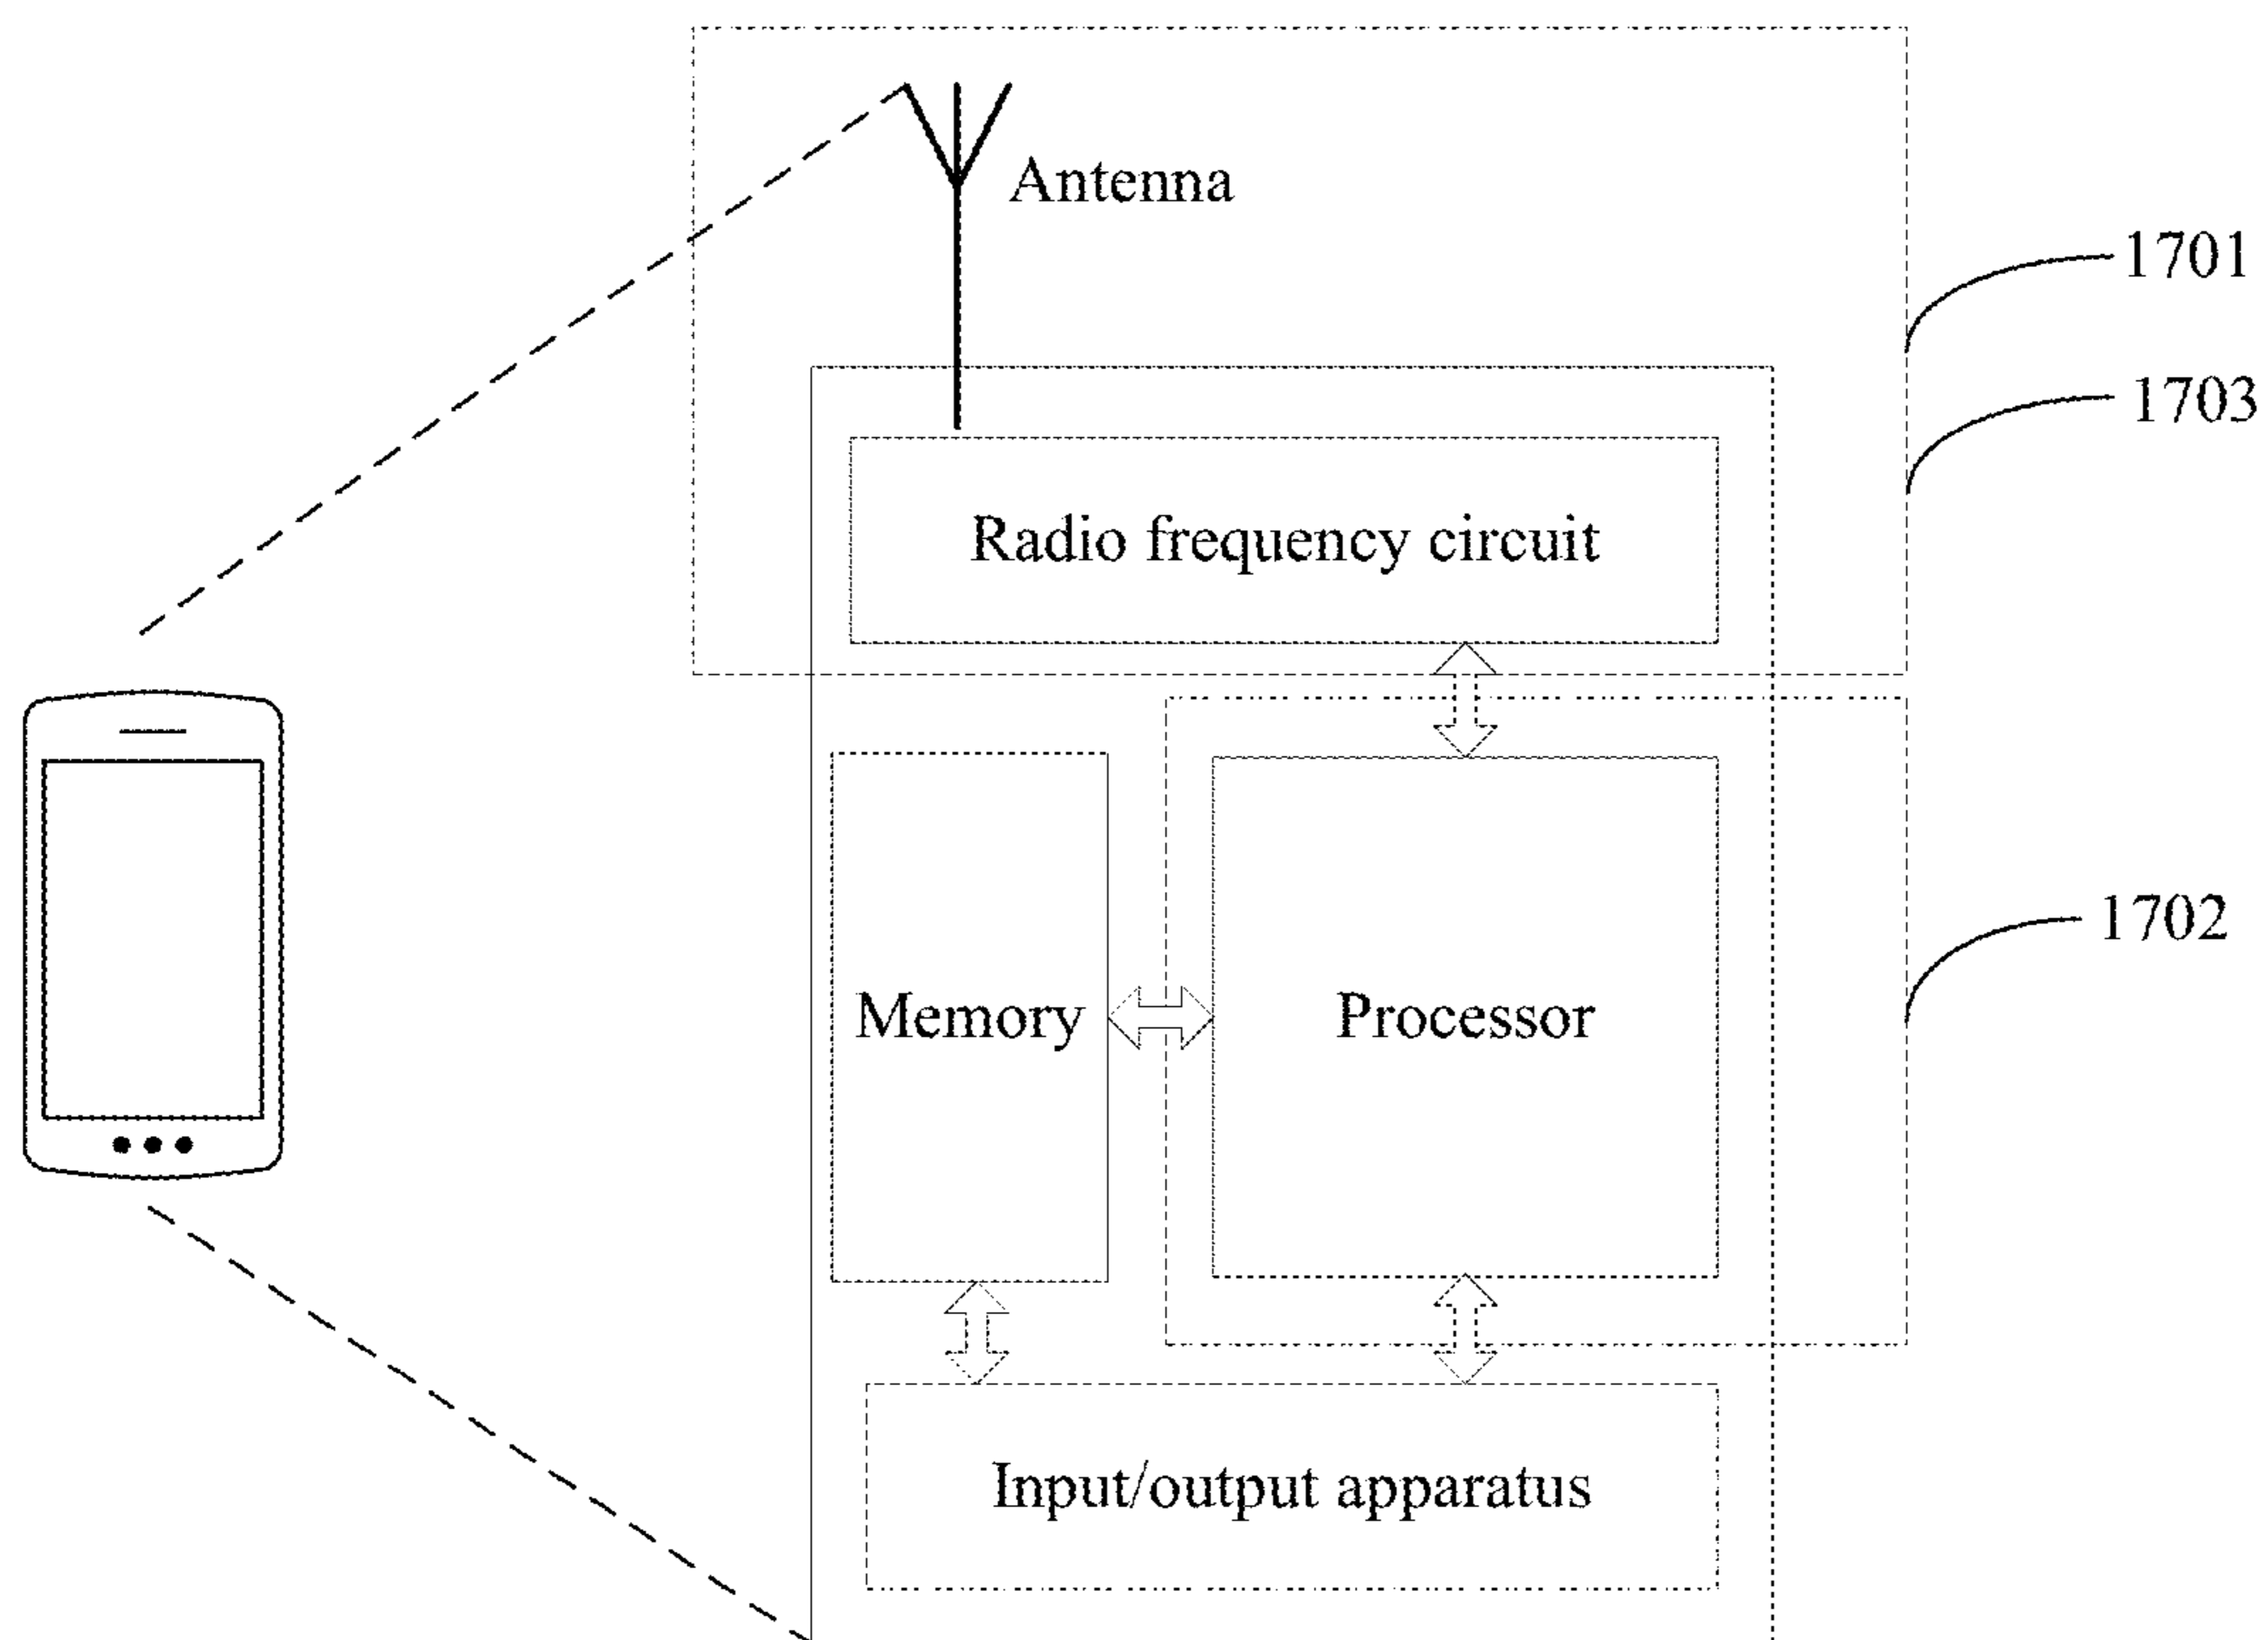 Antenna
1701
1703
Radio frequency circuit
1702
Memory
Processor
Input/output apparatus